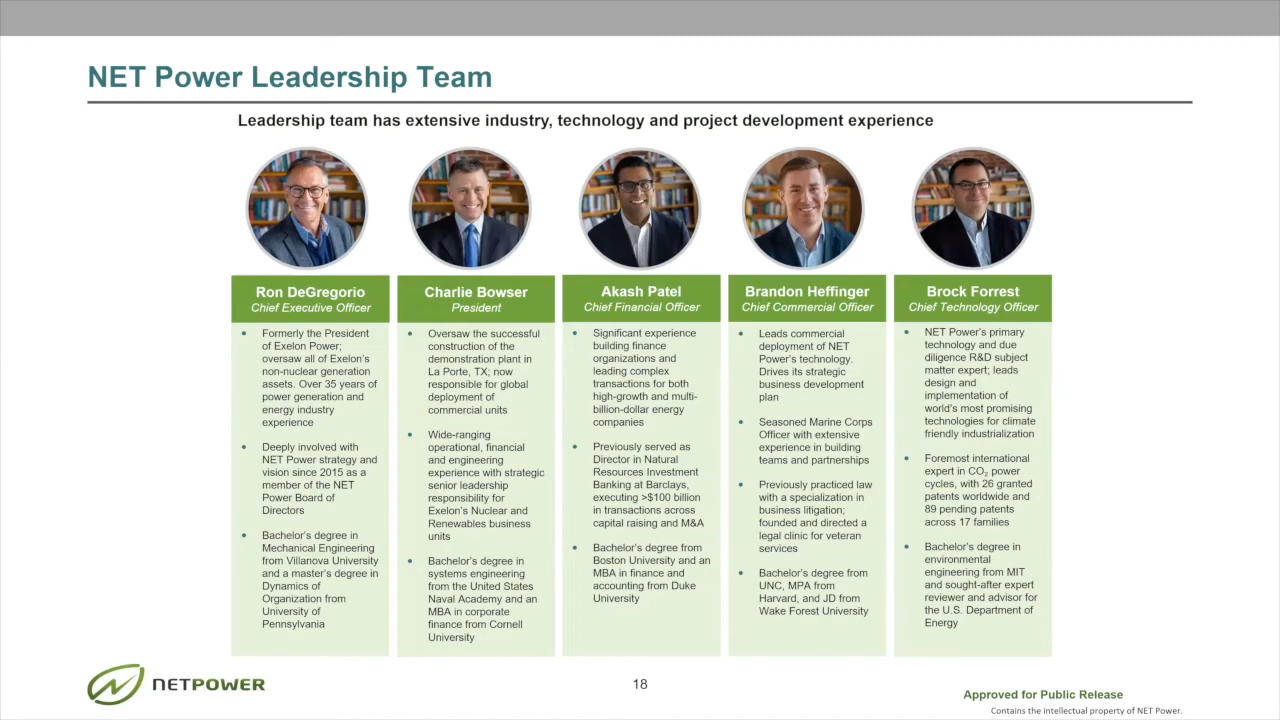 NET Power Leadership Team
Leadership team has extensive industry, technology and project development experience
Ron DeGregorio
Chief Executive Officer
• Formerly the President
of Exelon Power;
oversaw all of Exelon's
non-nuclear generation
assets. Over 35 years of
power generation and
energy industry
experience
• Deeply involved with
NET Power strategy and
vision since 2015 as a
member of the NET
Power Board of
Directors
• Bachelor's degree in
Mechanical Engineering
from Villanova University
and a master's degree in
Dynamics of
Organization from
University of
Pennsylvania
Charlie Bowser
President
• Oversaw the successful
construction of the
demonstration plant in
La Porte, TX; now
responsible for global
deployment of
commercial units
• Wide-ranging
operational, financial
and engineering
experience with strategic
senior leadership
responsibility for
Exelon's Nuclear and
Renewables business
units
• Bachelor's degree in
systems engineering
from the United States
Naval Academy and an
MBA in corporate
finance from Cornell
University
Akash Patel
Chief Financial Officer
• Significant experience
building finance
organizations and
leading complex
transactions for both
high-growth and multi-
billion-dollar energy
companies
• Previously served as
Director in Natural
Resources Investment
Banking at Barclays,
executing >$100 billion
in transactions across
capital raising and M&A
• Bachelor's degree from
Boston University and an
MBA in finance and
accounting from Duke
University
Brandon Heffinger
Chief Commercial Officer
• Leads commercial
deployment of NET
Power's technology.
Drives its strategic
business development
plan
• Seasoned Marine Corps
Officer with extensive
experience in building
teams and partnerships
• Previously practiced law
with a specialization in
business litigation;
founded and directed a
legal clinic for veteran
services
• Bachelor's degree from
UNC, MPA from
Harvard, and JD from
Wake Forest University
Brock Forrest
Chief Technology Officer
• NET Power's primary
technology and due
diligence R&D subject
matter expert; leads
design and
implementation of
world's most promising
technologies for climate
friendly industrialization
• Foremost international
expert in CO₂ power
cycles, with 26 granted
patents worldwide and
89 pending patents
across 17 families
• Bachelor's degree in
environmental
engineering from MIT
and sought-after expert
reviewer and advisor for
the U.S. Department of
Energy
NETPOWER
18
Approved for Public Release
Contains the intellectual property of NET Power.